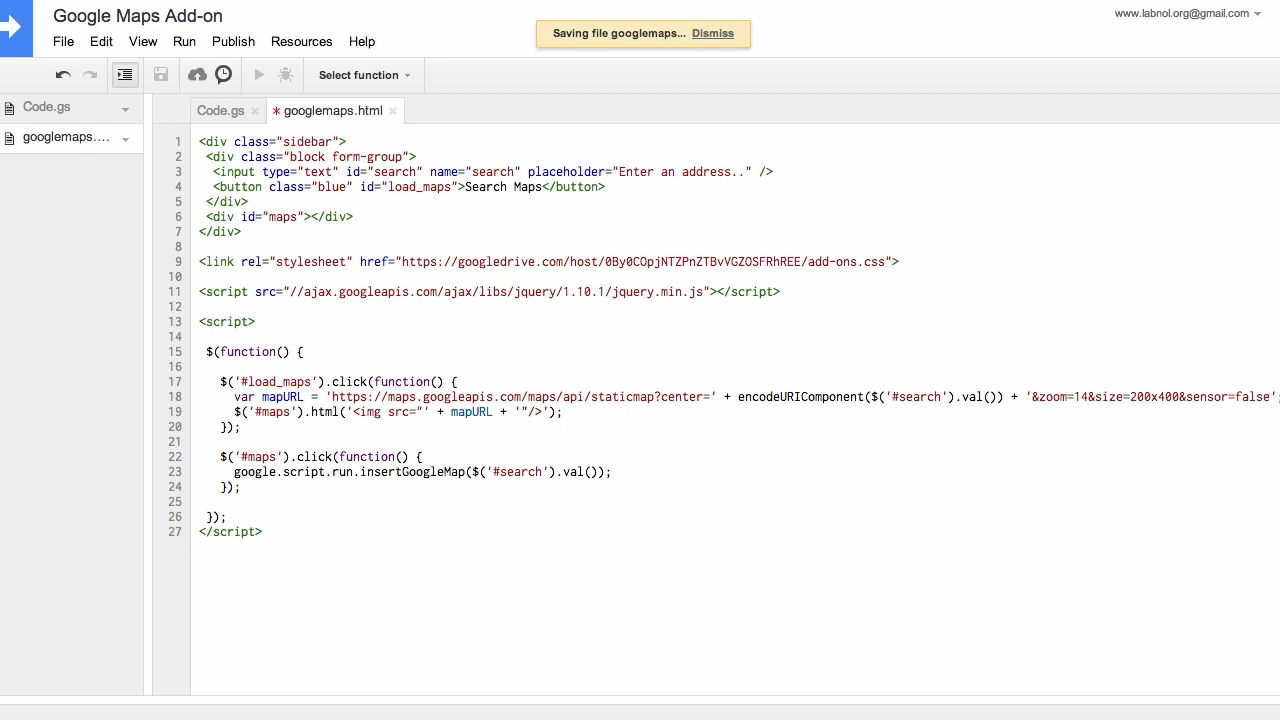 Google Maps Add-on
www.labnol.org@gmail.com
Saving file googlemaps... Dismiss
File Edit View Run Publish Resources Help
Select function
Code.gs
googlemaps....
Code.gs × * googlemaps.html ×
1 <div class="sidebar">
2 <div class="block form-group">
3 <input type="text" id="search" name="search" placeholder="Enter an address.." />
4 <button class="blue" id="load_maps">Search Maps</button>
5 </div>
6 <div id="maps"></div>
7 </div>
8
9 <link rel="stylesheet" href="https://googledrive.com/host/0By0COpjNTZPnZTBvVGZOSFRhREE/add-ons.css">
10
11 <script src="//ajax.googleapis.com/ajax/libs/jquery/1.10.1/jquery.min.js"></script>
12
13 <script>
14
15 $(function() {
16
17 $('#load_maps').click(function() {
18 var mapURL = 'https://maps.googleapis.com/maps/api/staticmap?center=' + encodeURIComponent($('#search').val()) + '&zoom=14&size=200x400&sensor=false';
19 $('#maps').html('<img src="' + mapURL + '"/>');
20 });
21
22 $('#maps').click(function() {
23 google.script.run.insertGoogleMap($('#search').val());
24 });
25
26 });
27 </script>